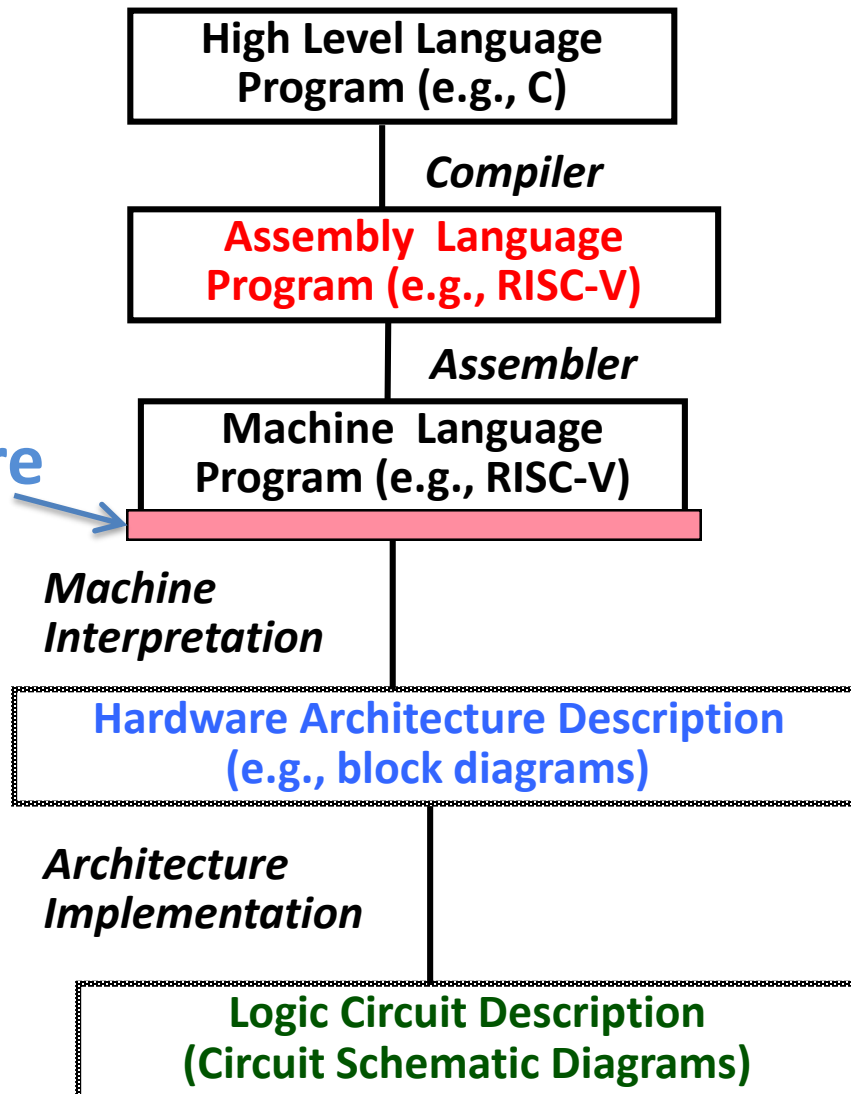 High Level Language
Program (e.g., C)
Compiler
Assembly Language
Program (e.g., RISC-V)
Assembler
Machine Language
Program (e.g., RISC-V)
re
Machine
Interpretation
Hardware Architecture Description
(e.g., block diagrams)
Architecture
Implementation
Logic Circuit Description
(Circuit Schematic Diagrams)